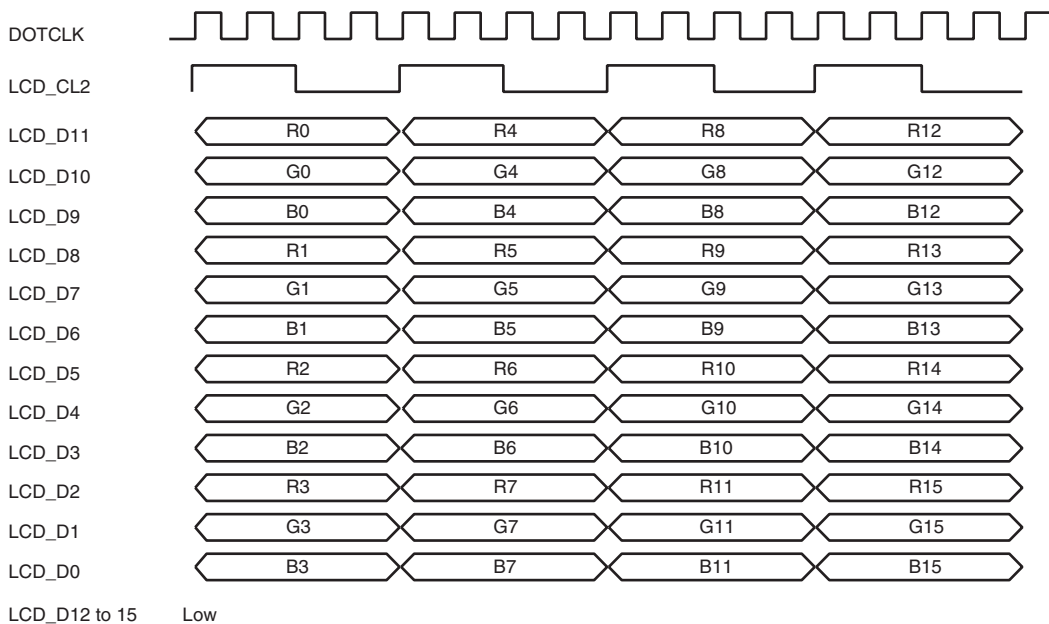 DOTCLK
LCD_CL2
LCD_D11 R0 R4 R8 R12
LCD_D10 G0 G4 G8 G12
LCD_D9 B0 B4 B8 B12
LCD_D8 R1 R5 R9 R13
LCD_D7 G1 G5 G9 G13
LCD_D6 B1 B5 B9 B13
LCD_D5 R2 R6 R10 R14
LCD_D4 G2 G6 G10 G14
LCD_D3 B2 B6 B10 B14
LCD_D2 R3 R7 R11 R15
LCD_D1 G3 G7 G11 G15
LCD_D0 B3 B7 B11 B15
LCD_D12 to 15 Low